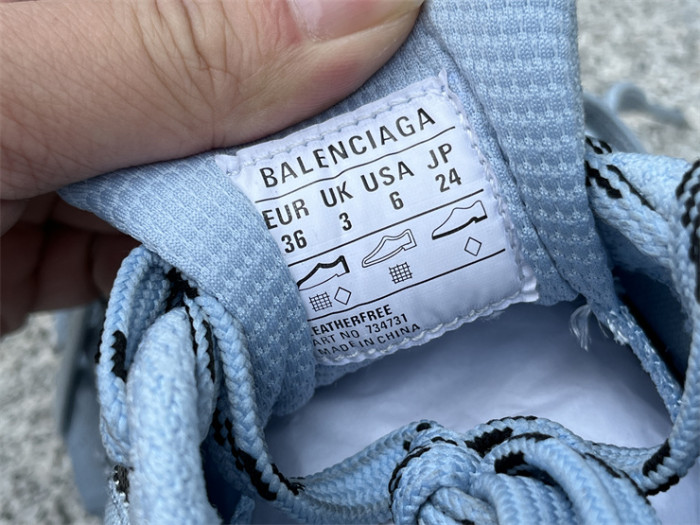 BALENCIAGA
EUR UK USA JP
36 3 6 24
EATHERFREE
ART NO 734731
MADE IN CHINA